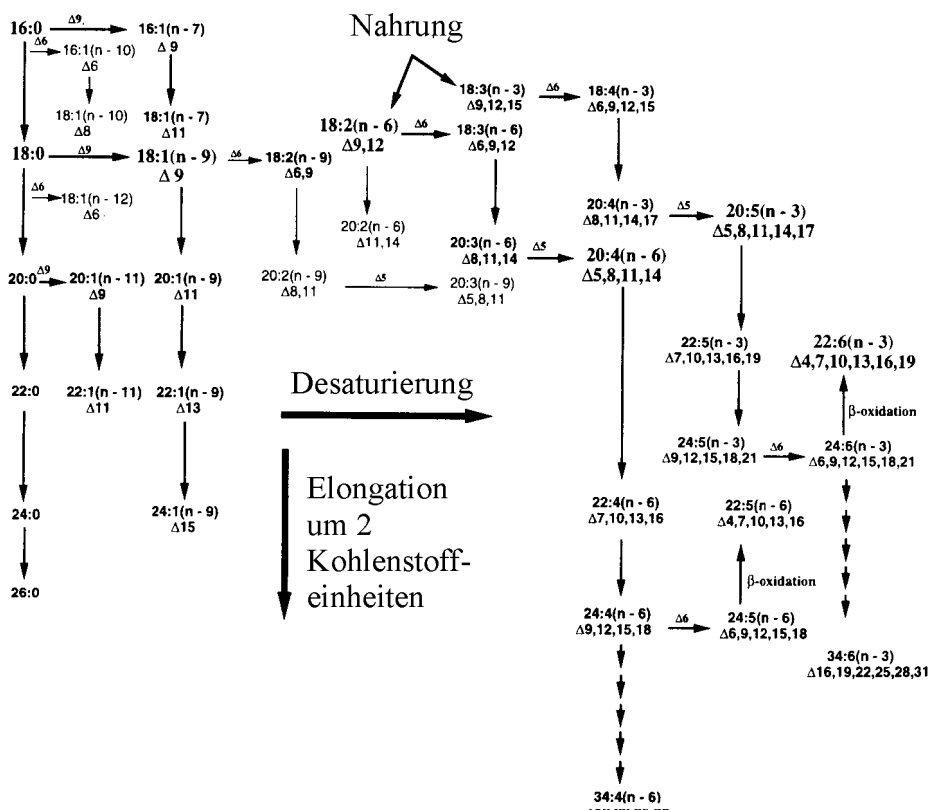 16:0 Δ9 16:1(n - 7)
Δ 9
Δ6 16:1(n - 10)
Δ6
18:1(n - 10)
Δ8
18:1(n - 7)
Δ11
18:0 Δ9 18:1(n - 9) Δ6 18:2(n - 9)
Δ 9
Δ6,9
Δ6 18:1(n - 12)
Δ6
20:0 Δ9 20:1(n - 11)
Δ9
20:1(n - 9)
Δ11
22:0
22:1(n - 11)
Δ11
22:1(n - 9)
Δ13
24:0
24:1(n - 9)
Δ15
26:0
Nahrung
18:3(n - 3) Δ6 18:4(n - 3)
Δ9,12,15
Δ6,9,12,15
18:2(n - 6) Δ6 18:3(n - 6)
Δ9,12
Δ6,9,12
20:2(n - 6)
Δ11,14
20:2(n - 9) Δ5 20:3(n - 9)
Δ8,11
Δ5,8,11
20:3(n - 6) Δ5 20:4(n - 6)
Δ8,11,14
Δ5,8,11,14
20:4(n - 3) Δ5 20:5(n - 3)
Δ8,11,14,17
Δ5,8,11,14,17
22:5(n - 3)
Δ7,10,13,16,19
22:6(n - 3)
Δ4,7,10,13,16,19
β-oxidation
24:5(n - 3) Δ6 24:6(n - 3)
Δ9,12,15,18,21
Δ6,9,12,15,18,21
Desaturierung
Elongation
um 2
Kohlenstoff-
einheiten
22:4(n - 6)
Δ7,10,13,16
22:5(n - 6)
Δ4,7,10,13,16
β-oxidation
24:4(n - 6) Δ6 24:5(n - 6)
Δ9,12,15,18
Δ6,9,12,15,18
34:6(n - 3)
Δ16,19,22,25,28,31
34:4(n - 6)